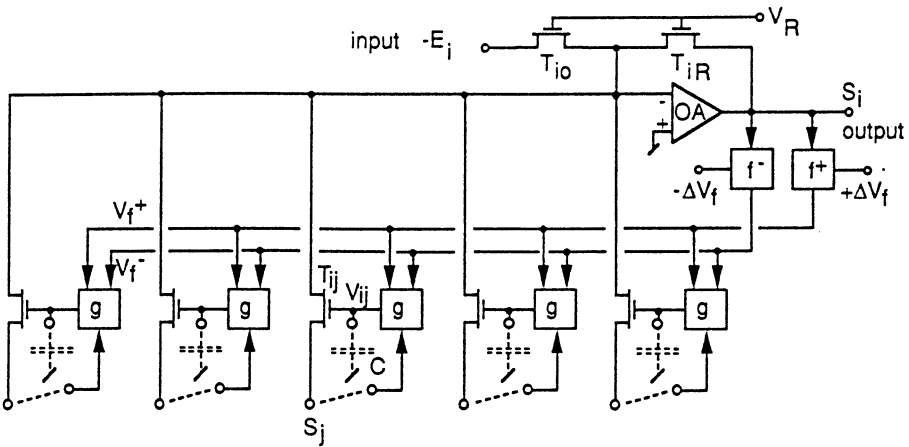 input -E_i
V_R
T_io
T_iR
S_i
output
OA
-
+
f-
f+
-ΔV_f
+ΔV_f
V_f+
V_f-
T_ij
V_ij
g
g
g
g
g
C
S_j